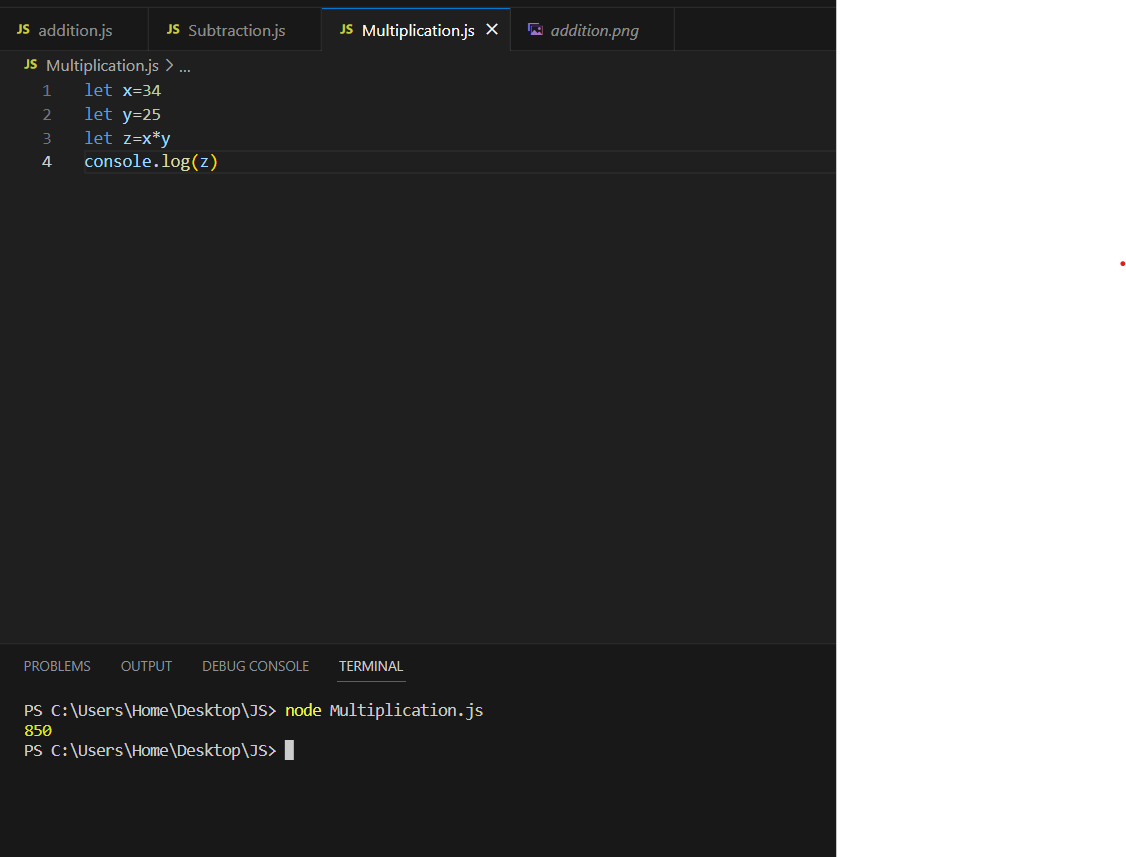 JS addition.js JS Subtraction.js JS Multiplication.js addition.png
JS Multiplication.js > ...
1 let x=34
2 let y=25
3 let z=x*y
4 console.log(z)
PROBLEMS OUTPUT DEBUG CONSOLE TERMINAL
PS C:\Users\Home\Desktop\JS> node Multiplication.js
850
PS C:\Users\Home\Desktop\JS>